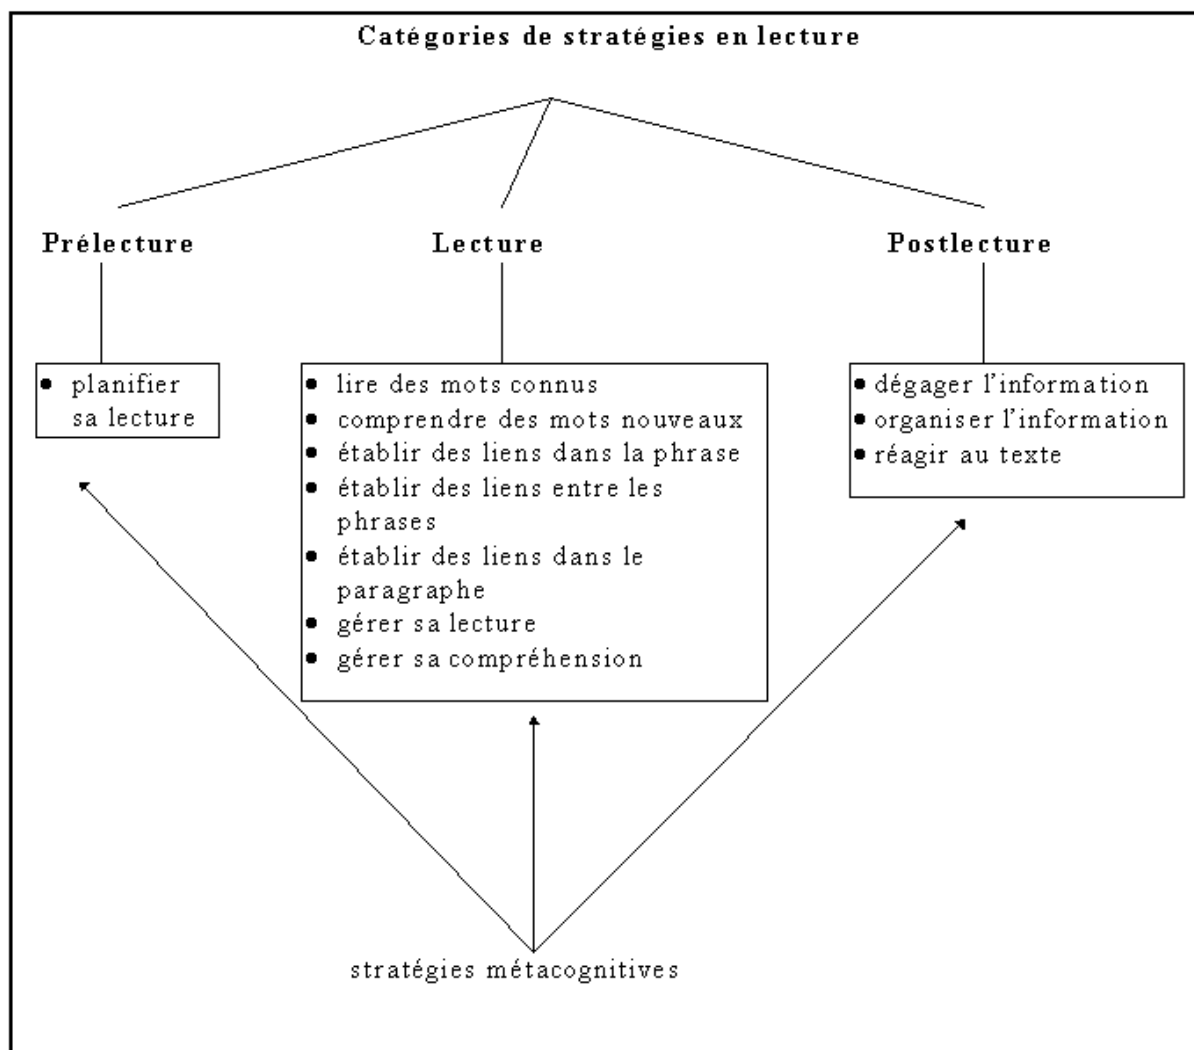 Catégories de stratégies en lecture
Prélecture
Lecture
Postlecture
• planifier
sa lecture
• lire des mots connus
• comprendre des mots nouveaux
• établir des liens dans la phrase
• établir des liens entre les
phrases
• établir des liens dans le
paragraphe
• gérer sa lecture
• gérer sa compréhension
• dégager l'information
• organiser l'information
• réagir au texte
stratégies métacognitives